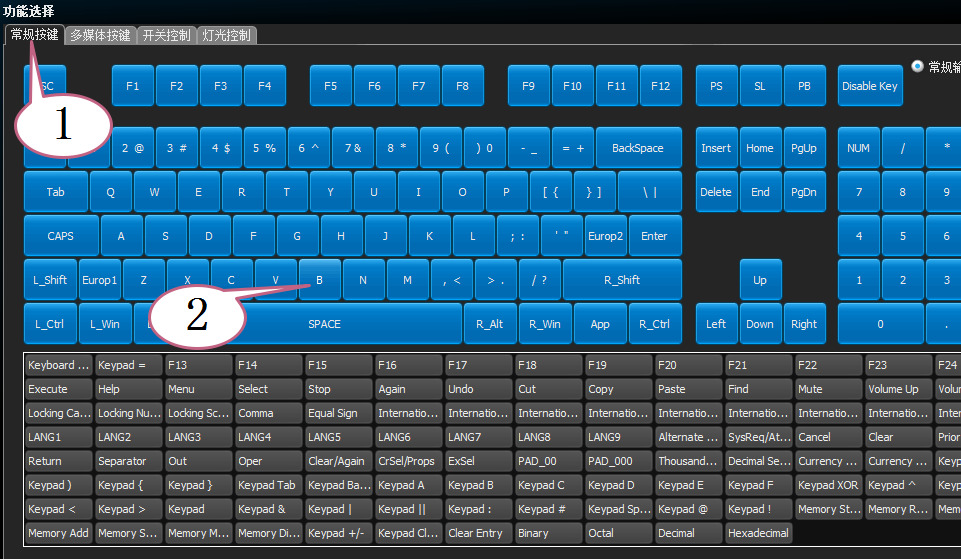 功能选择
常规按键 多媒体按键 开关控制 灯光控制
SC F1 F2 F3 F4 F5 F6 F7 F8 F9 F10 F11 F12 PS SL PB Disable Key 常规输
1
2 @ 3 # 4 $ 5 % 6 ^ 7 & 8 * 9 ( ) 0 - _ = + BackSpace Insert Home PgUp NUM / *
Tab Q W E R T Y U I O P [ { } ] \ | Delete End PgDn 7 8 9
CAPS A S D F G H J K L ; : ' " Europ2 Enter 4 5 6
L_Shift Europ1 Z X C V B N M , < > . / ? R_Shift Up 1 2 3
2
L_Ctrl L_Win L SPACE R_Alt R_Win App R_Ctrl Left Down Right 0 .
Keyboard ... Keypad = F13 F14 F15 F16 F17 F18 F19 F20 F21 F22 F23 F24
Execute Help Menu Select Stop Again Undo Cut Copy Paste Find Mute Volume Up Volun
Locking Ca... Locking Nu... Locking Sc... Comma Equal Sign Internatio... Internatio... Internatio... Internatio... Internatio... Internatio... Internatio... Internatio... Intern
LANG1 LANG2 LANG3 LANG4 LANG5 LANG6 LANG7 LANG8 LANG9 Alternate ... SysReq/At... Cancel Clear Prior
Return Separator Out Oper Clear/Again CrSel/Props ExSel PAD_00 PAD_000 Thousand... Decimal Se... Currency ... Currency ... Keyp
Keypad ) Keypad { Keypad } Keypad Tab Keypad Ba... Keypad A Keypad B Keypad C Keypad D Keypad E Keypad F Keypad XOR Keypad ^ Keyp
Keypad < Keypad > Keypad Keypad & Keypad | Keypad || Keypad : Keypad # Keypad Sp... Keypad @ Keypad ! Memory St... Memory R... Mem
Memory Add Memory S... Memory M... Memory Di... Keypad +/- Keypad Cl... Clear Entry Binary Octal Decimal Hexadecimal